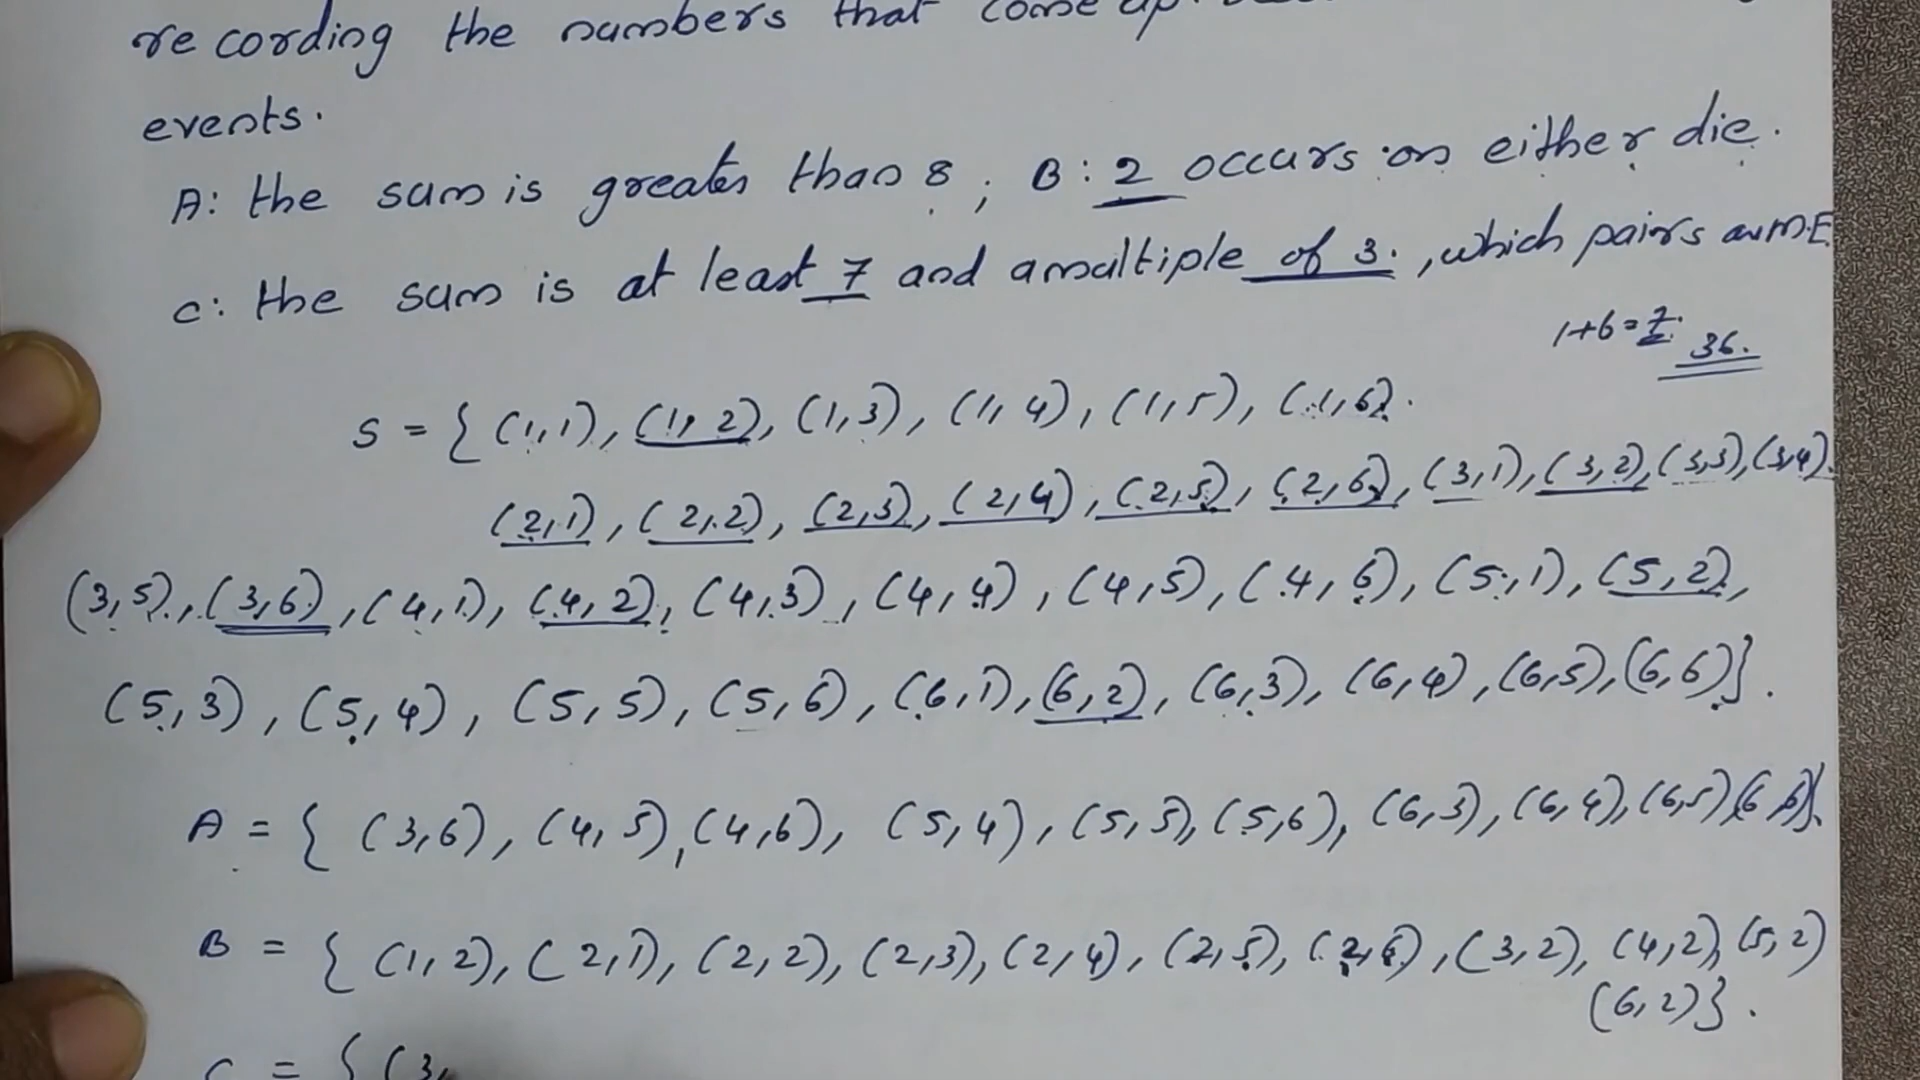 recording the numbers that come up.
events.
A: the sum is greater than 8; B: 2 occurs on either die.
C: the sum is at least 7 and a multiple of 3., which pairs M.E
1+6=7.
36.
S = { (1,1), (1,2), (1,3), (1,4), (1,5), (1,6).
(2,1), (2,2), (2,3), (2,4), (2,5), (2,6), (3,1), (3,2), (3,3), (3,4).
(3,5), (3,6), (4,1), (4,2), (4,3), (4,4), (4,5), (4,6), (5,1), (5,2),
(5,3), (5,4), (5,5), (5,6), (6,1), (6,2), (6,3), (6,4), (6,5), (6,6)}.
A = { (3,6), (4,5), (4,6), (5,4), (5,5), (5,6), (6,3), (6,4), (6,5) (6,6)}.
B = { (1,2), (2,1), (2,2), (2,3), (2,4), (2,5), (2,6), (3,2), (4,2), (5,2)
(6,2)}.
C = { (3,